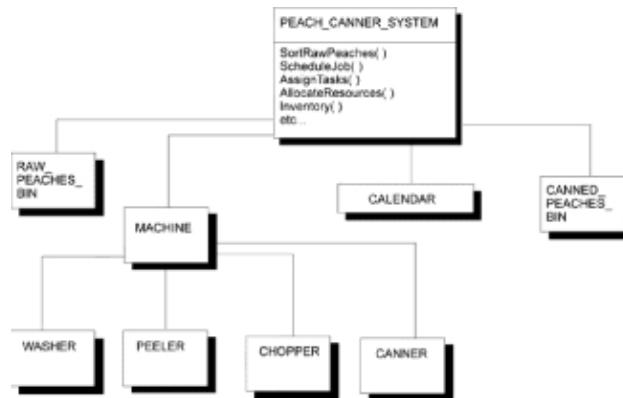 PEACH_CANNER_SYSTEM
SortRawPeaches( )
ScheduleJob( )
AssignTasks( )
AllocateResources( )
Inventory( )
etc...
RAW_
PEACHES_
BIN
MACHINE
CALENDAR
CANNED_
PEACHES_
BIN
WASHER
PEELER
CHOPPER
CANNER